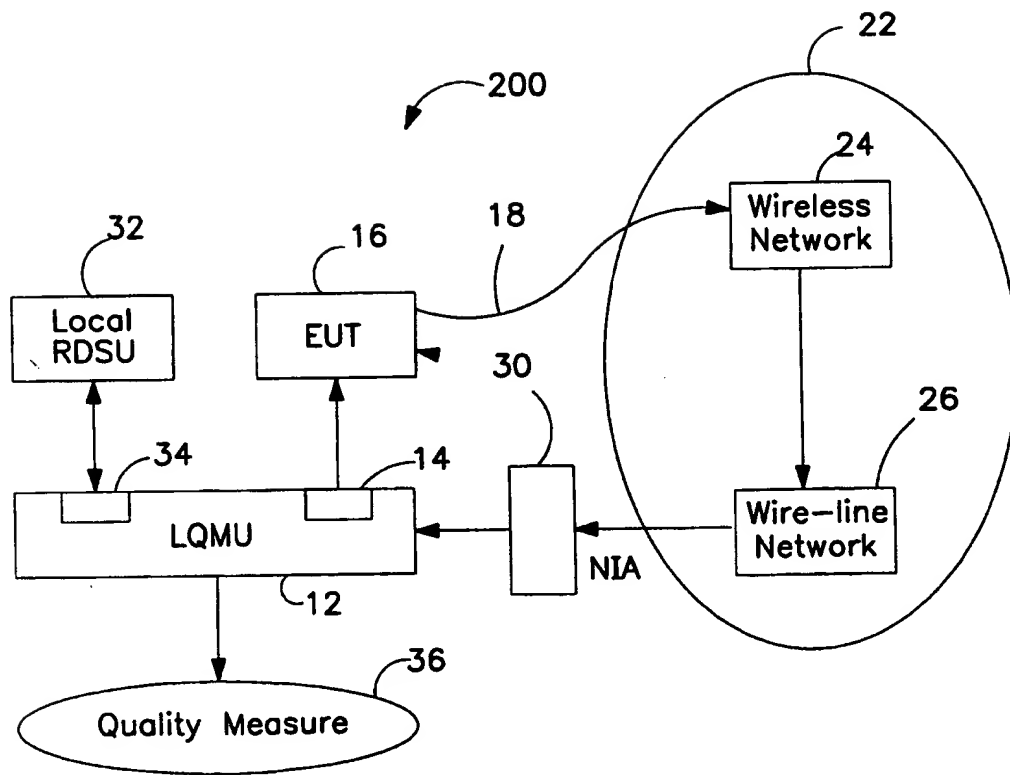 22
200
24
Wireless
Network
18
32
16
Local
RDSU
EUT
30
26
34
14
LQMU
Wire-line
Network
NIA
12
36
Quality Measure